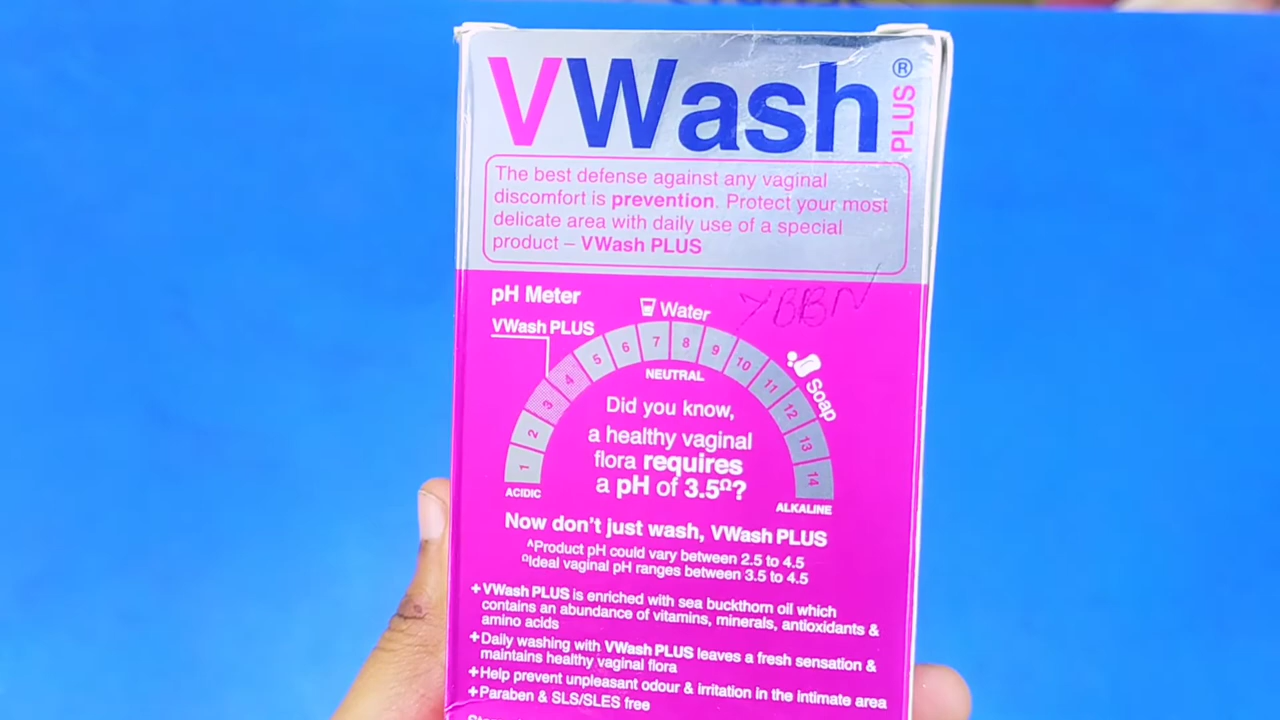 VWash PLUS®
The best defense against any vaginal
discomfort is prevention. Protect your most
delicate area with daily use of a special
product – VWash PLUS
YBBN
pH Meter
VWash PLUS
Water
Soap
1 2 3 4 5 6 7 8 9 10 11 12 13 14
NEUTRAL
ACIDIC
ALKALINE
Did you know,
a healthy vaginal
flora requires
a pH of 3.5Ω?
Now don't just wash, VWash PLUS
^Product pH could vary between 2.5 to 4.5
ΩIdeal vaginal pH ranges between 3.5 to 4.5
+ VWash PLUS is enriched with sea buckthorn oil which
contains an abundance of vitamins, minerals, antioxidants &
amino acids
+ Daily washing with VWash PLUS leaves a fresh sensation &
maintains healthy vaginal flora
+ Help prevent unpleasant odour & irritation in the intimate area
+ Paraben & SLS/SLES free